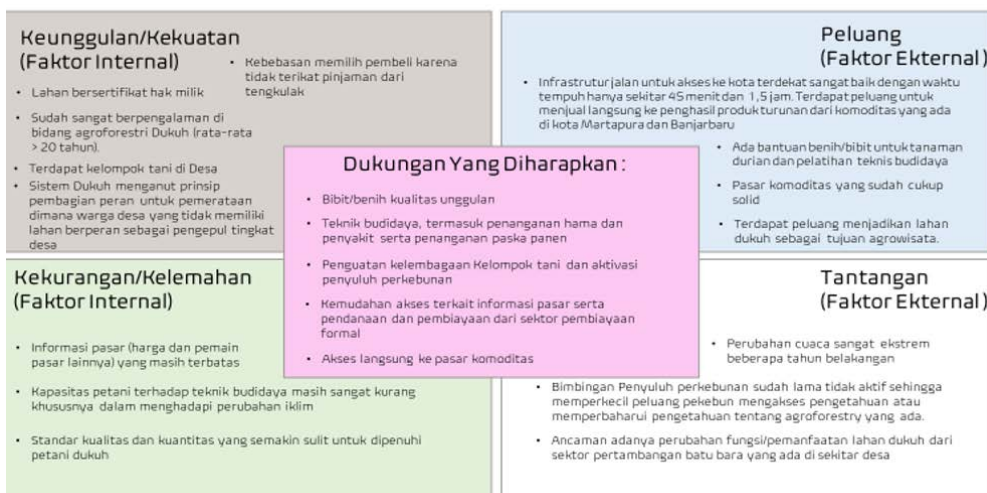 Keunggulan/Kekuatan
(Faktor Internal)
• Kebebasan memilih pembeli karena
tidak terikat pinjaman dari
tengkulak
• Lahan bersertifikat hak milik
• Sudah sangat berpengalaman di
bidang agroforestri Dukuh (rata-rata
> 20 tahun).
• Terdapat kelompok tani di Desa
• Sistem Dukuh menganut prinsip
pembagian peran untuk pemerataan
dimana warga desa yang tidak memiliki
lahan berperan sebagai pengepul tingkat
desa
Peluang
(Faktor Ekternal)
• Infrastrutur jalan untuk akses ke kota terdekat sangat baik dengan waktu
tempuh hanya sekitar 45 menit dan 1,5 jam. Terdapat peluang untuk
menjual langsung ke penghasil produk turunan dari komoditas yang ada
di kota Martapura dan Banjarbaru
• Ada bantuan benih/bibit untuk tanaman
durian dan pelatihan teknis budidaya
• Pasar komoditas yang sudah cukup
solid
• Terdapat peluang menjadikan lahan
dukuh sebagai tujuan agrowisata.
Dukungan Yang Diharapkan :
• Bibit/benih kualitas unggulan
• Teknik budidaya, termasuk penanganan hama dan
penyakit serta penanganan paska panen
• Penguatan kelembagaan Kelompok tani dan aktivasi
penyuluh perkebunan
• Kemudahan akses terkait informasi pasar serta
pendanaan dan pembiayaan dari sektor pembiayaan
formal
• Akses langsung ke pasar komoditas
Kekurangan/Kelemahan
(Faktor Internal)
• Informasi pasar (harga dan pemain
pasar lainnya) yang masih terbatas
• Kapasitas petani terhadap teknik budidaya masih sangat kurang
khususnya dalam menghadapi perubahan iklim
• Standar kualitas dan kuantitas yang semakin sulit untuk dipenuhi
petani dukuh
Tantangan
(Faktor Ekternal)
• Perubahan cuaca sangat ekstrem
beberapa tahun belakangan
• Bimbingan Penyuluh perkebunan sudah lama tidak aktif sehingga
memperkecil peluang pekebun mengakses pengetahuan atau
memperbaharui pengetahuan tentang agroforestry yang ada.
• Ancaman adanya perubahan fungsi/pemanfaatan lahan dukuh dari
sektor pertambangan batu bara yang ada di sekitar desa